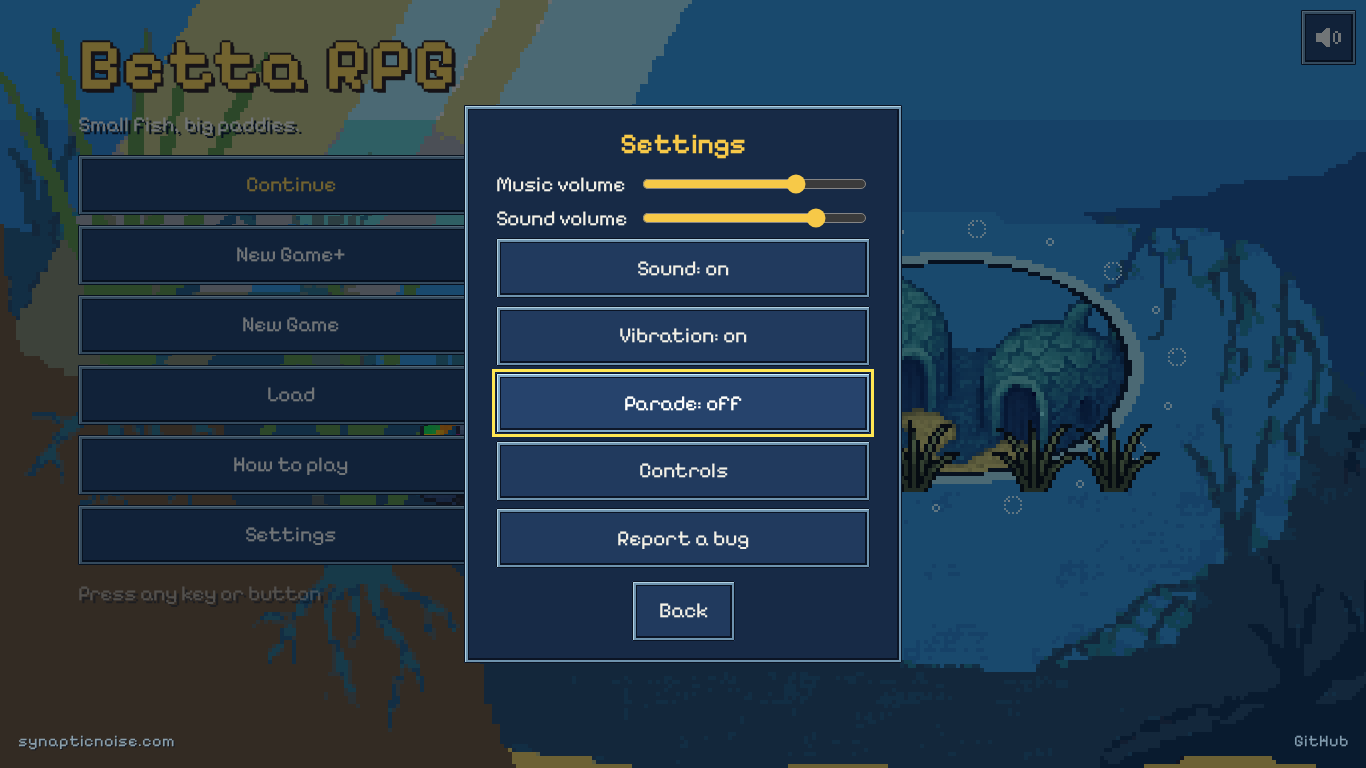 Betta RPG
Small fish, big paddies.
Continue
New Game+
New Game
Load
How to play
Settings
Press any key or button
Settings
Music volume
Sound volume
Sound: on
Vibration: on
Parade: off
Controls
Report a bug
Back
synapticnoise.com
GitHub